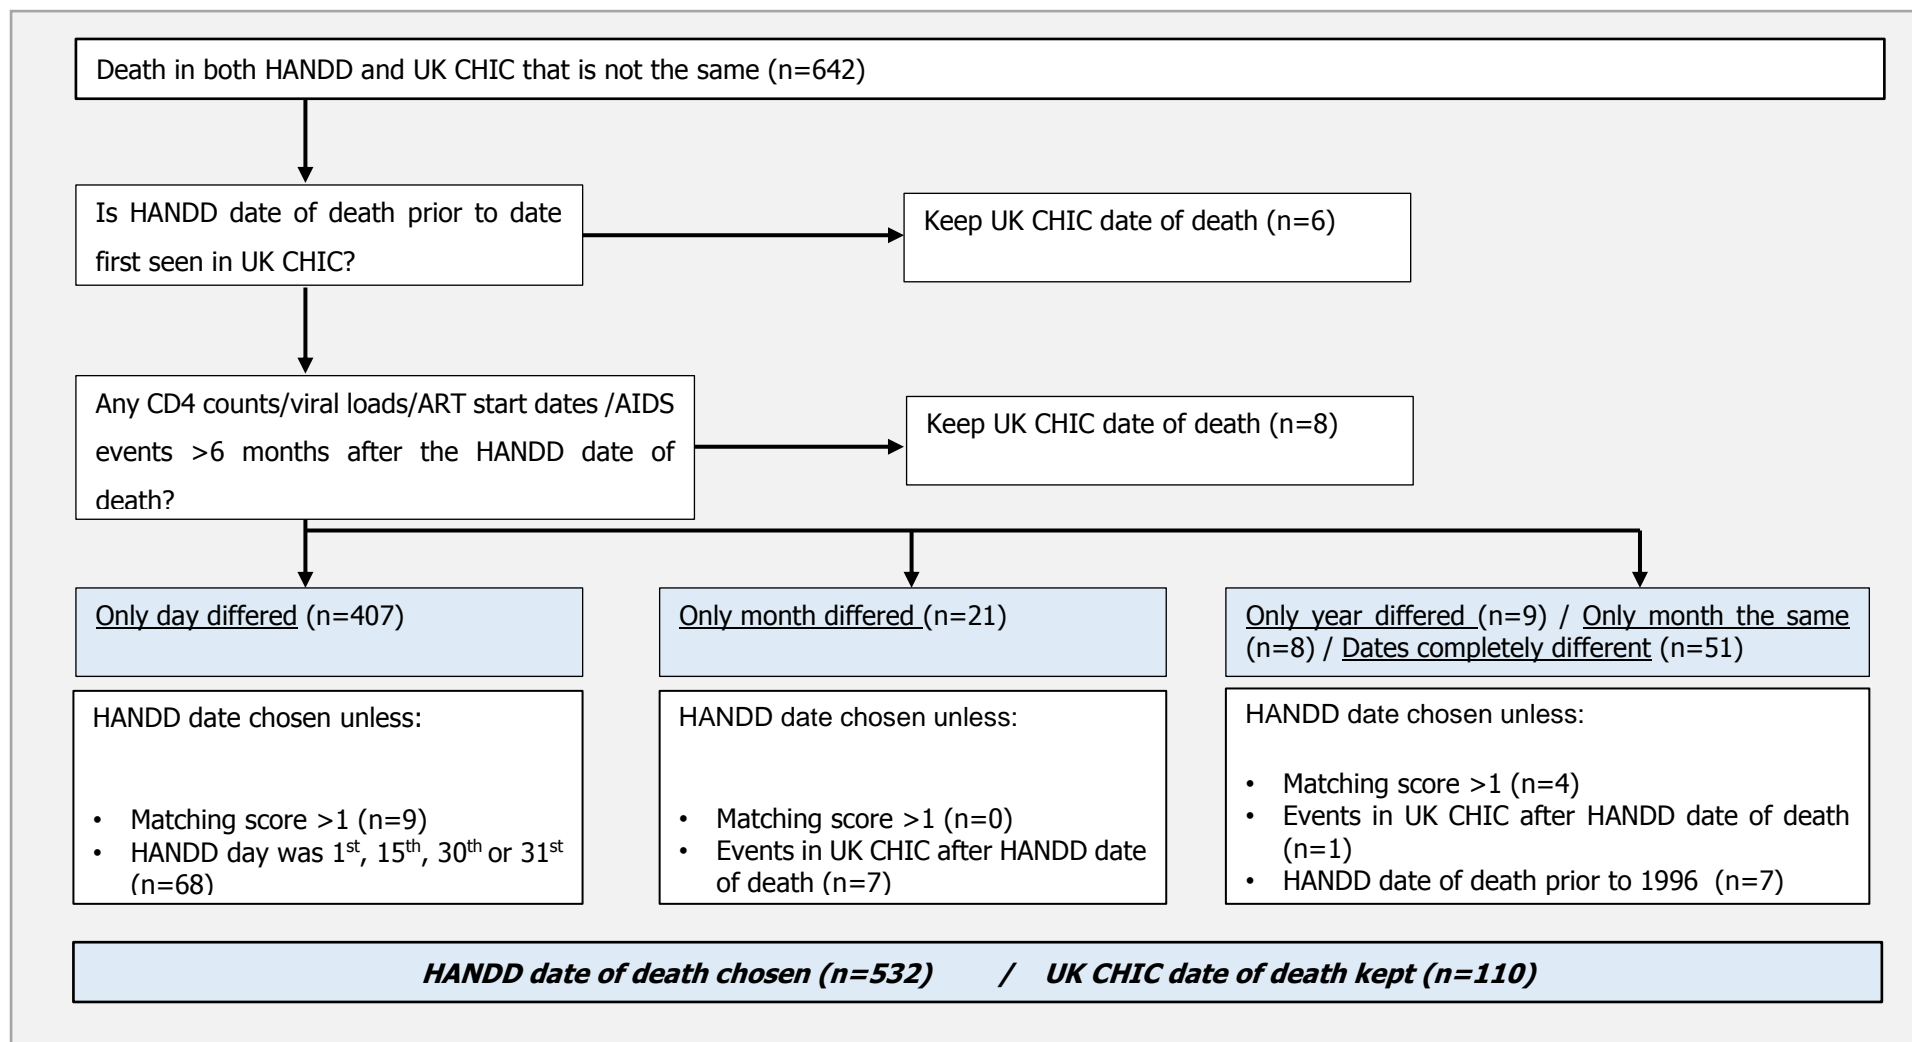 Death in both HANDD and UK CHIC that is not the same (n=642)
Is HANDD date of death prior to date
first seen in UK CHIC?
Keep UK CHIC date of death (n=6)
Any CD4 counts/viral loads/ART start dates /AIDS
events >6 months after the HANDD date of
death?
Keep UK CHIC date of death (n=8)
Only day differed (n=407)
Only month differed (n=21)
Only year differed (n=9) / Only month the same
(n=8) / Dates completely different (n=51)
HANDD date chosen unless:
• Matching score >1 (n=9)
• HANDD day was 1st, 15th, 30th or 31st
(n=68)
HANDD date chosen unless:
• Matching score >1 (n=0)
• Events in UK CHIC after HANDD date
of death (n=7)
HANDD date chosen unless:
• Matching score >1 (n=4)
• Events in UK CHIC after HANDD date of death
(n=1)
• HANDD date of death prior to 1996 (n=7)
HANDD date of death chosen (n=532) / UK CHIC date of death kept (n=110)